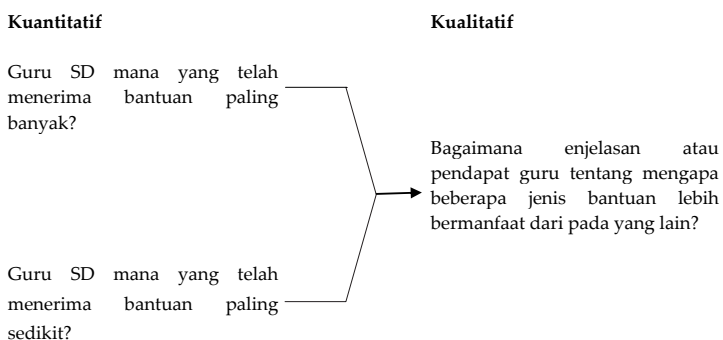 Kuantitatif
Kualitatif
Guru SD mana yang telah
menerima bantuan paling
banyak?
Bagaimana enjelasan atau
pendapat guru tentang mengapa
beberapa jenis bantuan lebih
bermanfaat dari pada yang lain?
Guru SD mana yang telah
menerima bantuan paling
sedikit?